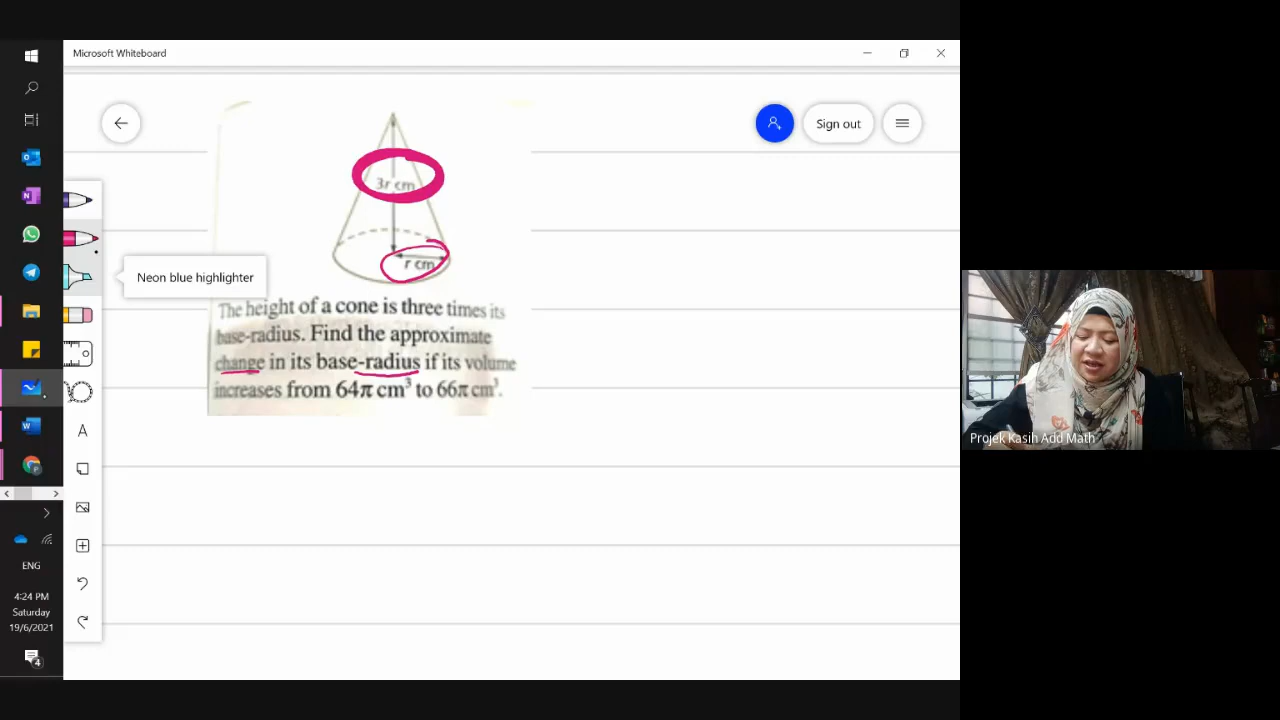 Microsoft Whiteboard
Sign out
3r cm
r cm
Neon blue highlighter
The height of a cone is three times its
base-radius. Find the approximate
change in its base-radius if its volume
increases from 64π cm³ to 66π cm³.
A
ENG
4:24 PM
Saturday
19/6/2021
4
Projek Kasih Add Math